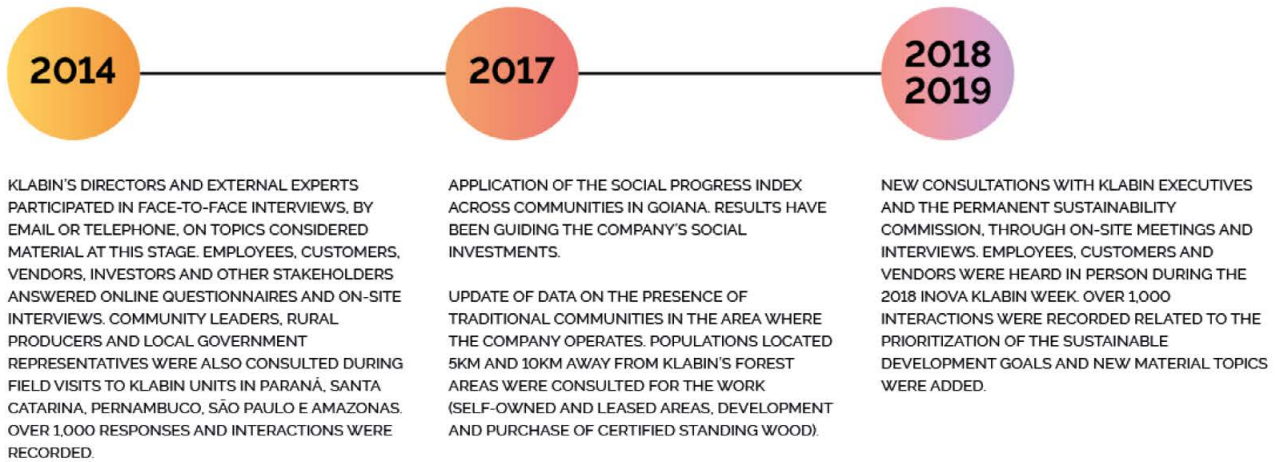 2014
2017
2018
2019
KLABIN'S DIRECTORS AND EXTERNAL EXPERTS
PARTICIPATED IN FACE-TO-FACE INTERVIEWS, BY
EMAIL OR TELEPHONE, ON TOPICS CONSIDERED
MATERIAL AT THIS STAGE. EMPLOYEES, CUSTOMERS,
VENDORS, INVESTORS AND OTHER STAKEHOLDERS
ANSWERED ONLINE QUESTIONNAIRES AND ON-SITE
INTERVIEWS. COMMUNITY LEADERS, RURAL
PRODUCERS AND LOCAL GOVERNMENT
REPRESENTATIVES WERE ALSO CONSULTED DURING
FIELD VISITS TO KLABIN UNITS IN PARANÁ, SANTA
CATARINA, PERNAMBUCO, SÃO PAULO E AMAZONAS.
OVER 1,000 RESPONSES AND INTERACTIONS WERE
RECORDED.
APPLICATION OF THE SOCIAL PROGRESS INDEX
ACROSS COMMUNITIES IN GOIANA. RESULTS HAVE
BEEN GUIDING THE COMPANY'S SOCIAL
INVESTMENTS.
UPDATE OF DATA ON THE PRESENCE OF
TRADITIONAL COMMUNITIES IN THE AREA WHERE
THE COMPANY OPERATES. POPULATIONS LOCATED
5KM AND 10KM AWAY FROM KLABIN'S FOREST
AREAS WERE CONSULTED FOR THE WORK
(SELF-OWNED AND LEASED AREAS, DEVELOPMENT
AND PURCHASE OF CERTIFIED STANDING WOOD).
NEW CONSULTATIONS WITH KLABIN EXECUTIVES
AND THE PERMANENT SUSTAINABILITY
COMMISSION, THROUGH ON-SITE MEETINGS AND
INTERVIEWS. EMPLOYEES, CUSTOMERS AND
VENDORS WERE HEARD IN PERSON DURING THE
2018 INOVA KLABIN WEEK. OVER 1,000
INTERACTIONS WERE RECORDED RELATED TO THE
PRIORITIZATION OF THE SUSTAINABLE
DEVELOPMENT GOALS AND NEW MATERIAL TOPICS
WERE ADDED.